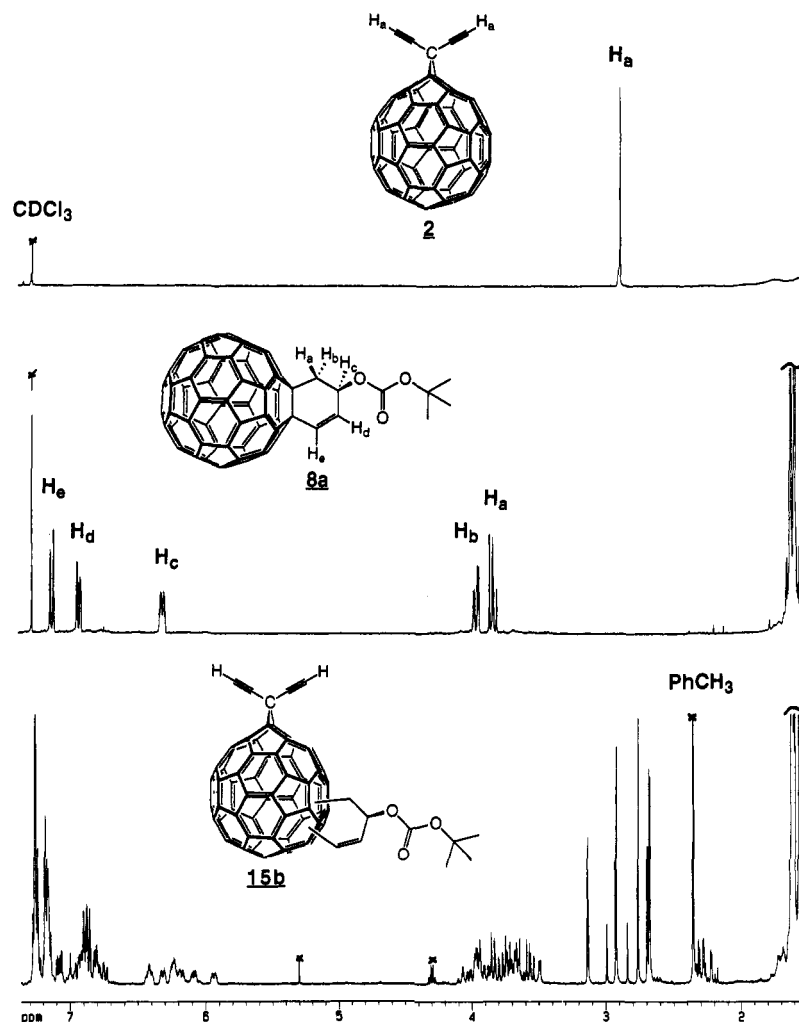 Hₐ Hₐ
C
Hₐ
2
CDCl₃
Hₐ Hb Hc
O O
O
Hd
Hₑ
8a
Hₑ
Hd
Hc
Hb
Hₐ
H H
C
PhCH₃
O O
O
15b
PPM 7 6 5 4 3 2